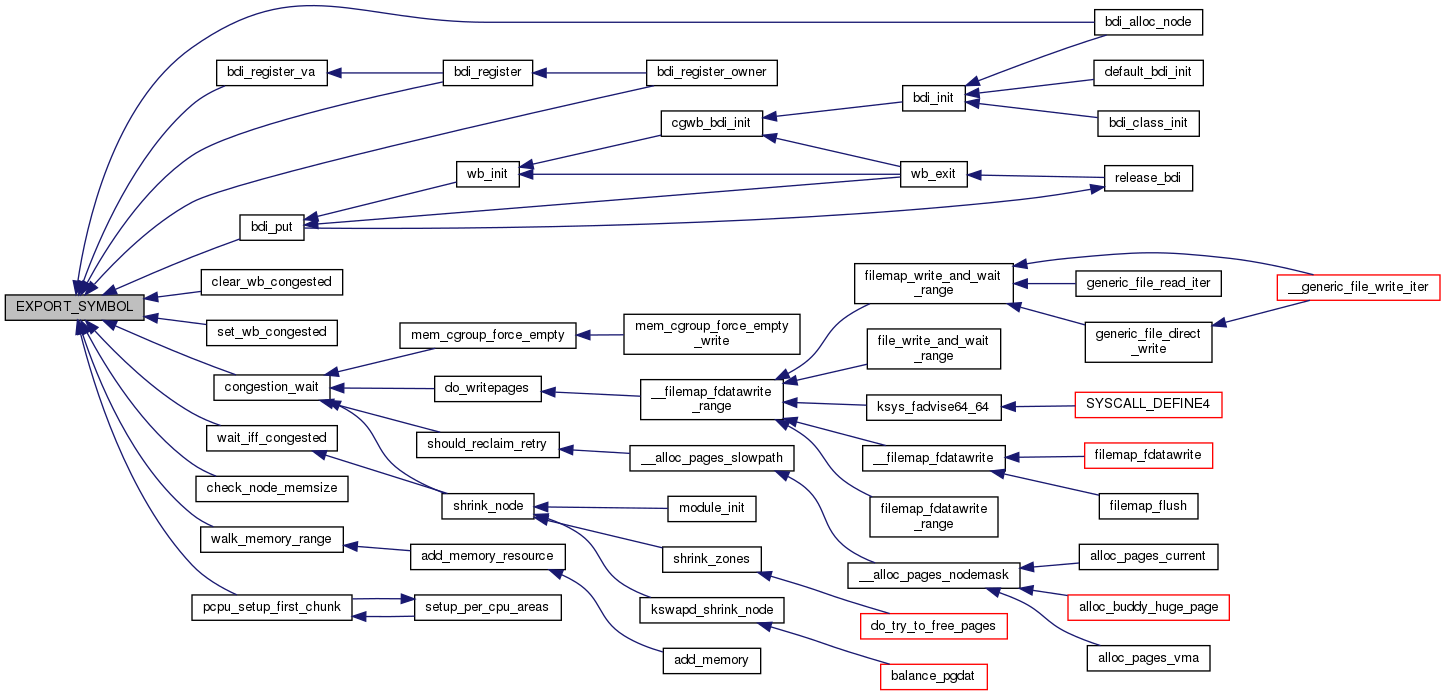 bdi_alloc_node
bdi_register_va
bdi_register
bdi_register_owner
default_bdi_init
bdi_init
cgwb_bdi_init
bdi_class_init
wb_init
wb_exit
release_bdi
bdi_put
clear_wb_congested
EXPORT_SYMBOL
set_wb_congested
filemap_write_and_wait
_range
generic_file_read_iter
__generic_file_write_iter
mem_cgroup_force_empty
mem_cgroup_force_empty
_write
file_write_and_wait
_range
generic_file_direct
_write
congestion_wait
do_writepages
__filemap_fdatawrite
_range
ksys_fadvise64_64
SYSCALL_DEFINE4
wait_iff_congested
should_reclaim_retry
__alloc_pages_slowpath
__filemap_fdatawrite
filemap_fdatawrite
check_node_memsize
shrink_node
module_init
filemap_fdatawrite
_range
filemap_flush
walk_memory_range
add_memory_resource
shrink_zones
__alloc_pages_nodemask
alloc_pages_current
pcpu_setup_first_chunk
setup_per_cpu_areas
kswapd_shrink_node
alloc_buddy_huge_page
do_try_to_free_pages
add_memory
alloc_pages_vma
balance_pgdat